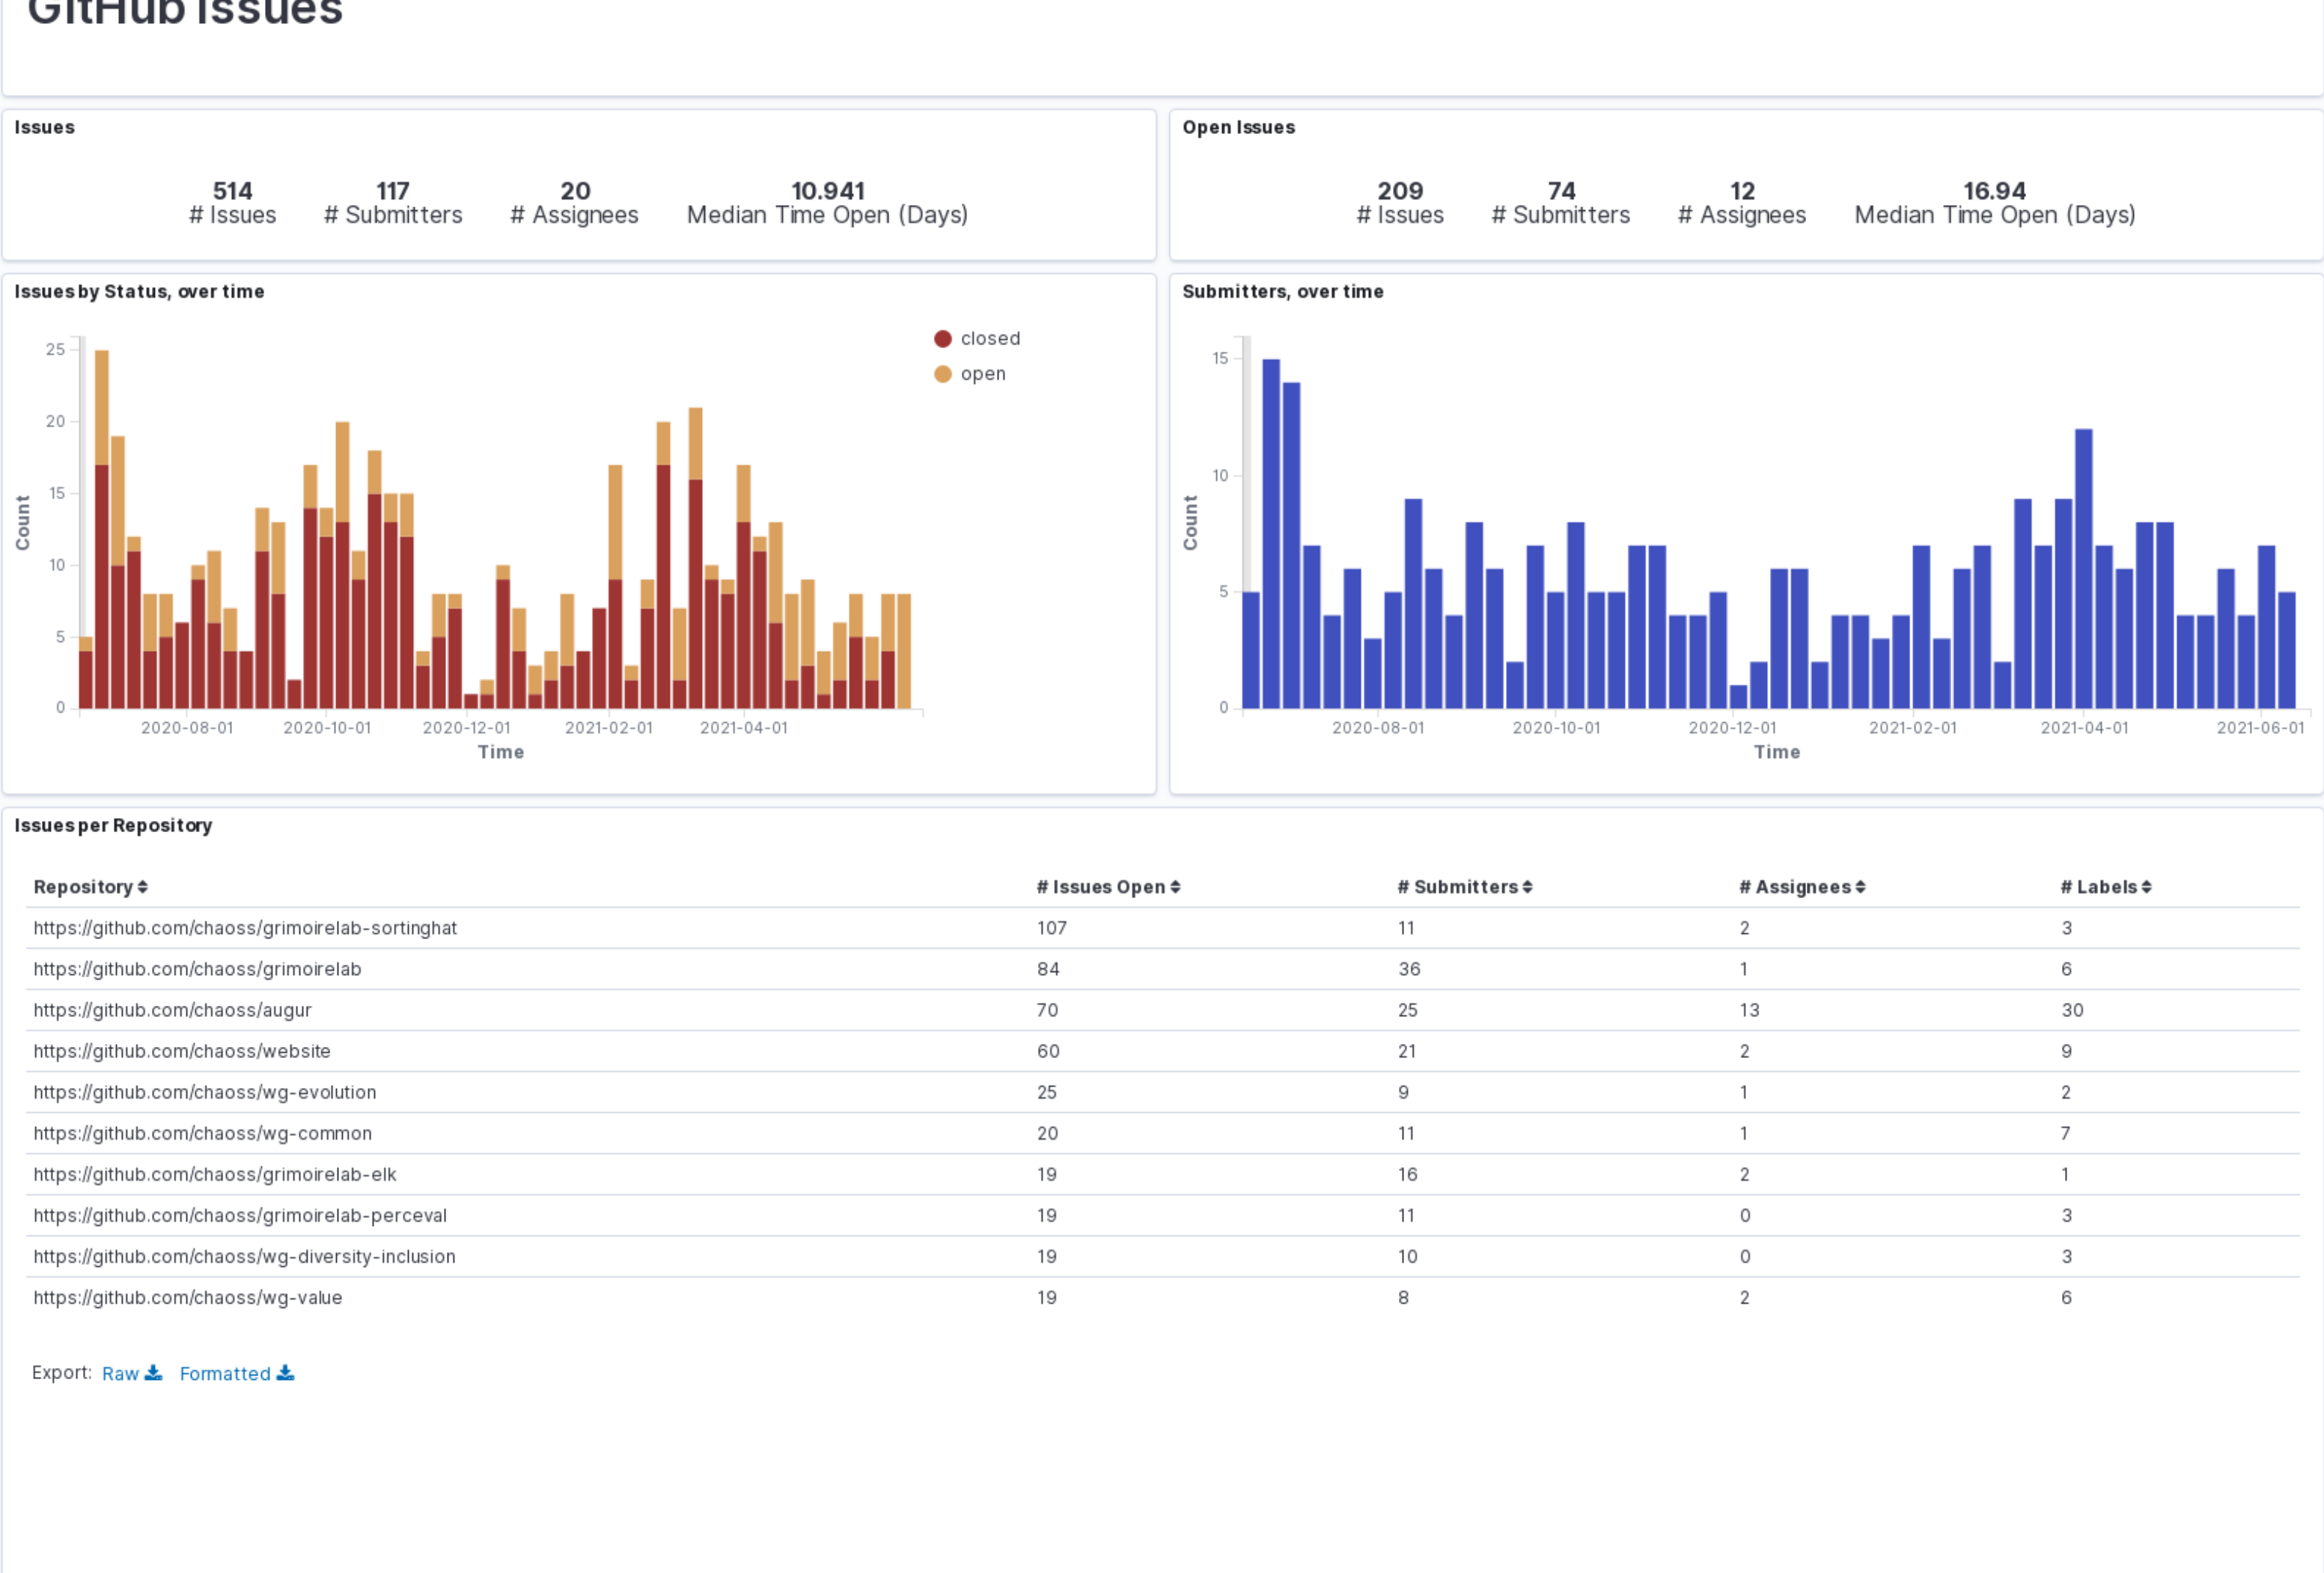 GitHub Issues
Issues
514 117 20 10.941
# Issues # Submitters # Assignees Median Time Open (Days)
Open Issues
209 74 12 16.94
# Issues # Submitters # Assignees Median Time Open (Days)
Issues by Status, over time
closed
open
25
20
15
10
5
0
Count
2020-08-01 2020-10-01 2020-12-01 2021-02-01 2021-04-01
Time
Submitters, over time
15
10
5
0
Count
2020-08-01 2020-10-01 2020-12-01 2021-02-01 2021-04-01 2021-06-01
Time
Issues per Repository
Repository # Issues Open # Submitters # Assignees # Labels
https://github.com/chaoss/grimoirelab-sortinghat 107 11 2 3
https://github.com/chaoss/grimoirelab 84 36 1 6
https://github.com/chaoss/augur 70 25 13 30
https://github.com/chaoss/website 60 21 2 9
https://github.com/chaoss/wg-evolution 25 9 1 2
https://github.com/chaoss/wg-common 20 11 1 7
https://github.com/chaoss/grimoirelab-elk 19 16 2 1
https://github.com/chaoss/grimoirelab-perceval 19 11 0 3
https://github.com/chaoss/wg-diversity-inclusion 19 10 0 3
https://github.com/chaoss/wg-value 19 8 2 6
Export: Raw Formatted